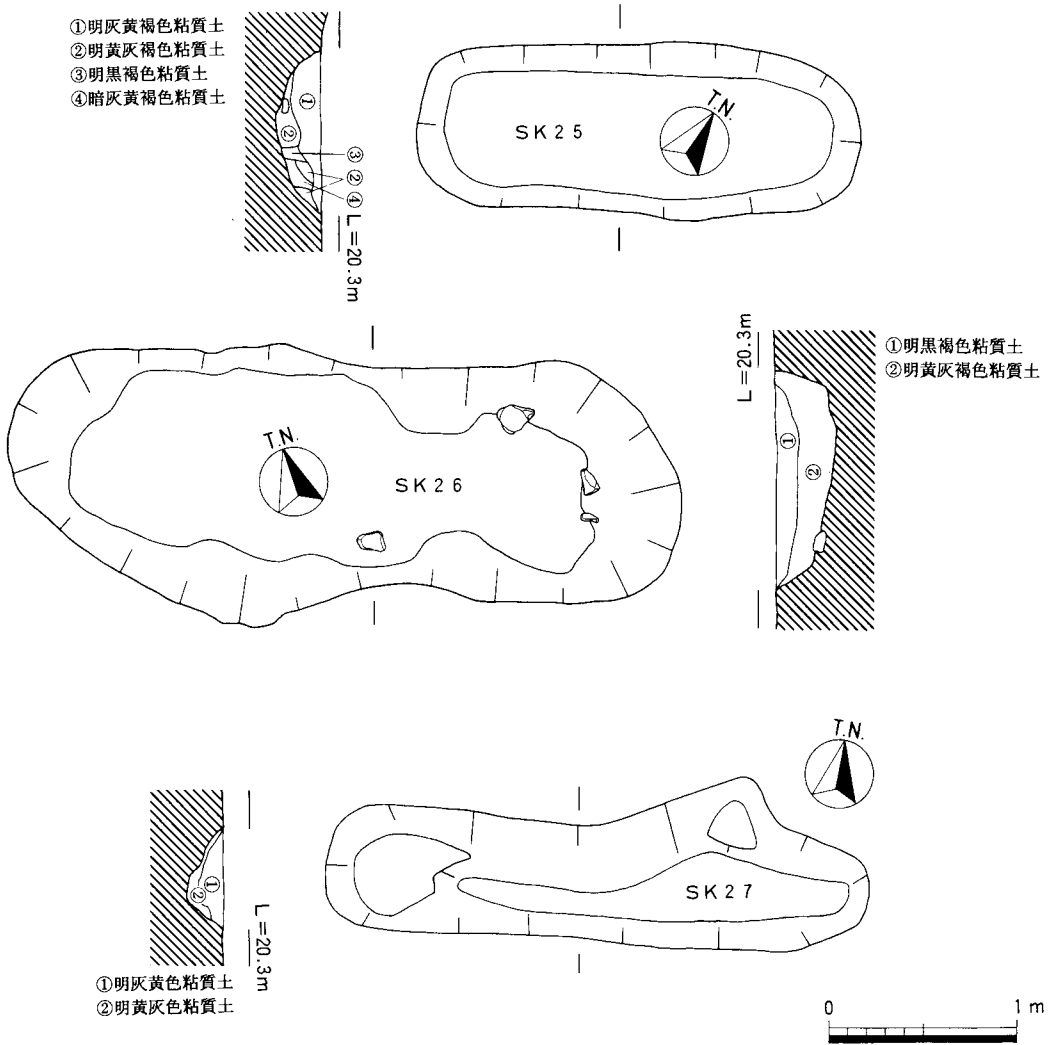 ①明灰黄褐色粘質土
②明黄灰褐色粘質土
③明黒褐色粘質土
④暗灰黄褐色粘質土
①
②
③
②
④
L=20.3m
SK25
T.N.
L=20.3m
①明黒褐色粘質土
②明黄灰褐色粘質土
①
②
T.N.
SK26
T.N.
SK27
①
②
L=20.3m
①明灰黄色粘質土
②明黄灰色粘質土
0 1m